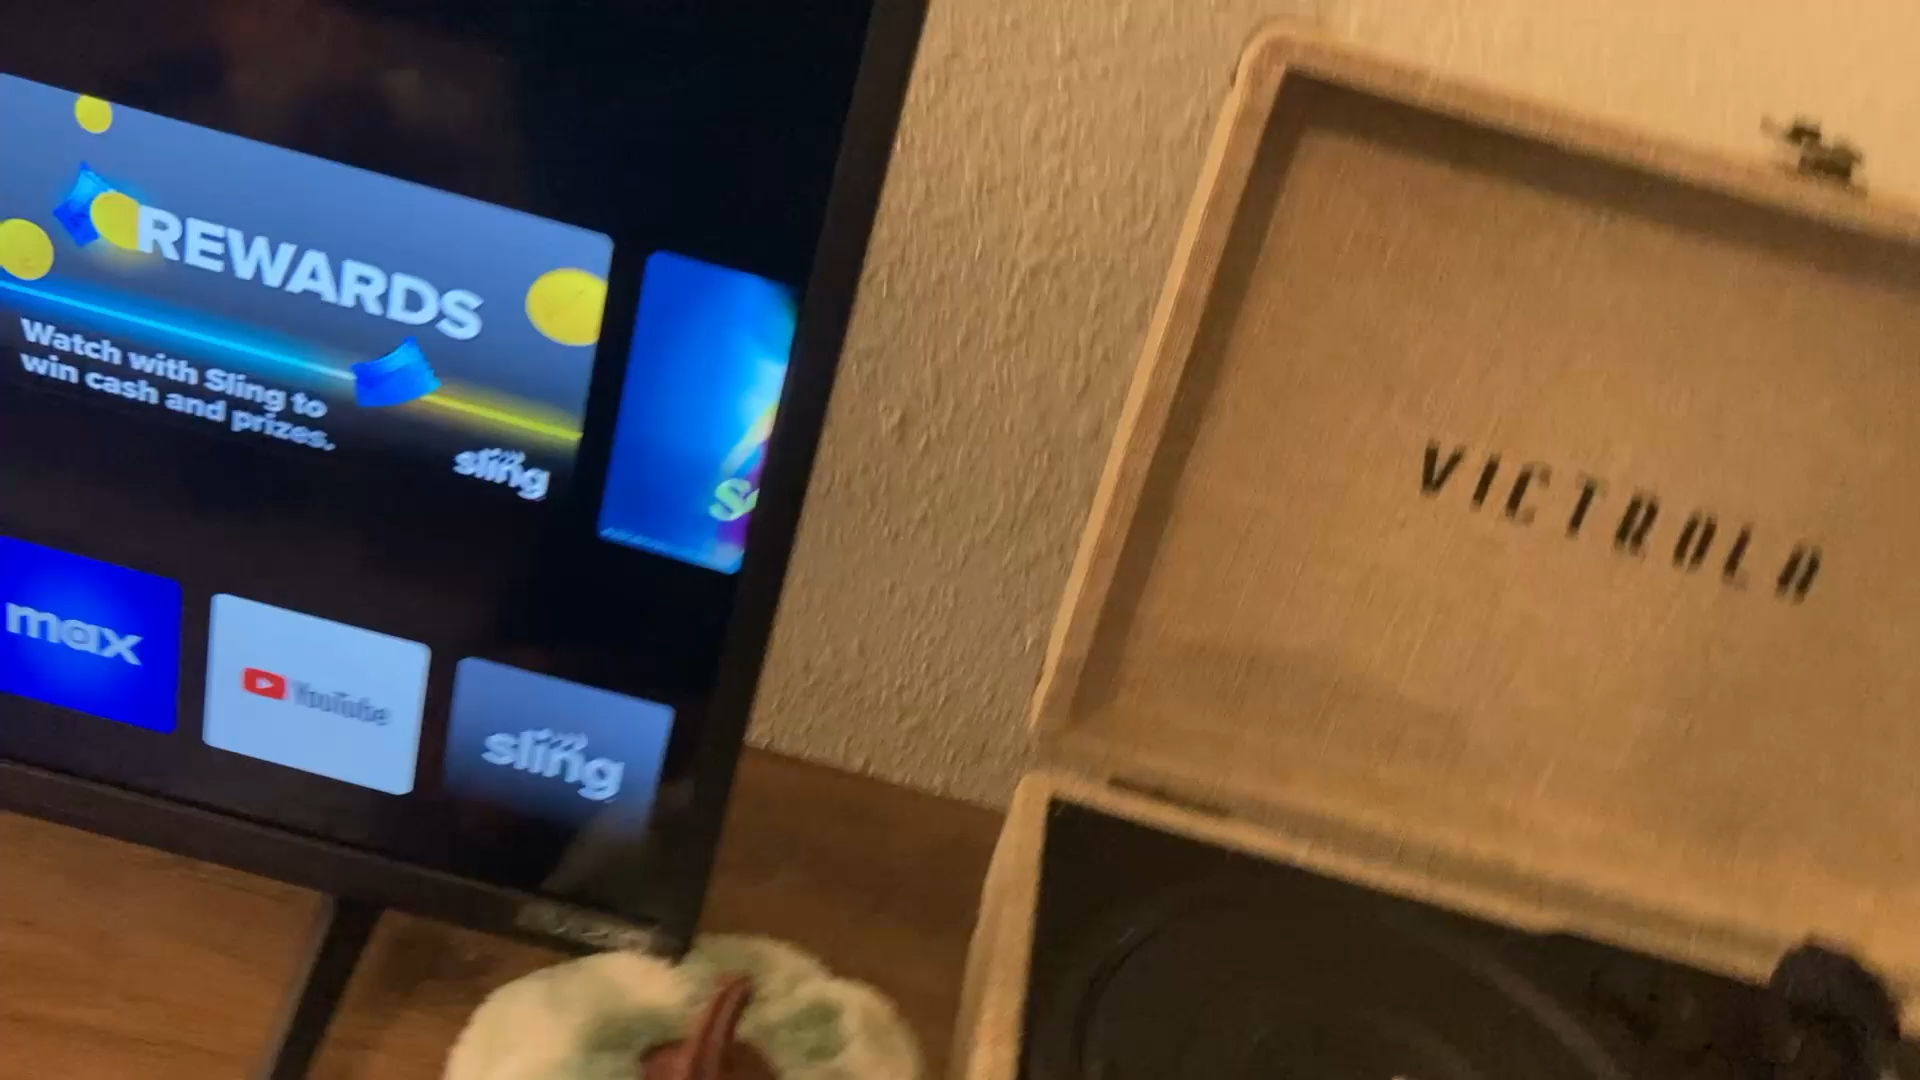 REWARDS
Watch with Sling to
win cash and prizes.
sling
max
YouTube
sling
VICTROLA